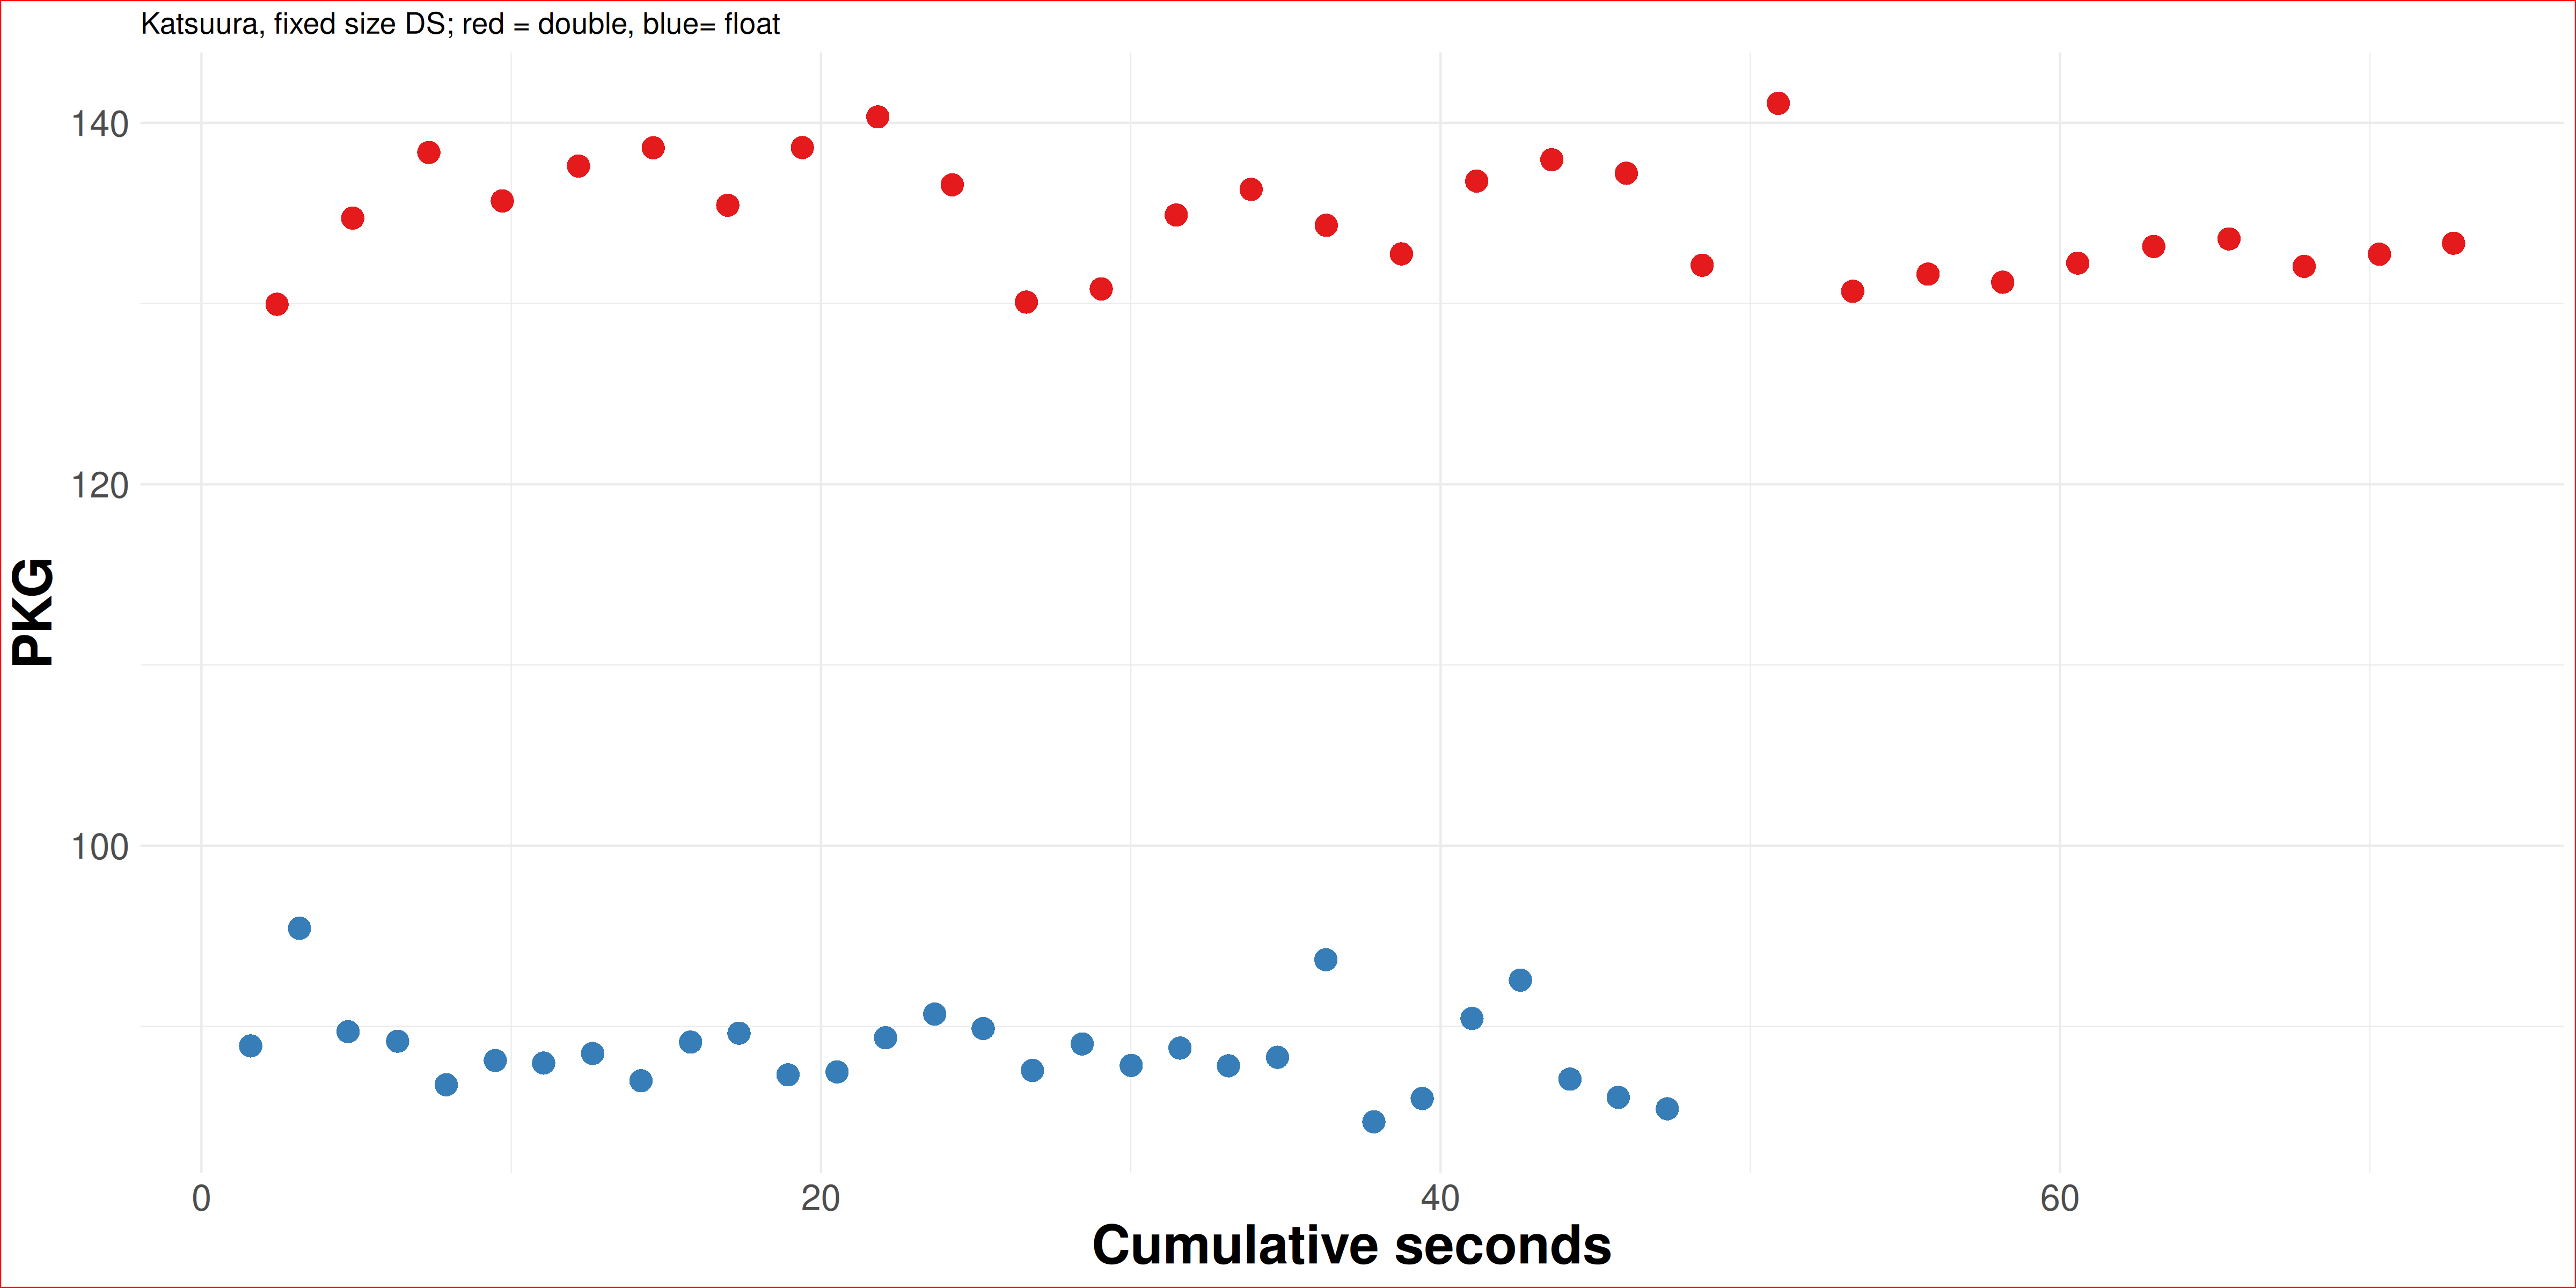 Katsuura, fixed size DS; red = double, blue= float
140
120
100
PKG
0 20 40 60
Cumulative seconds